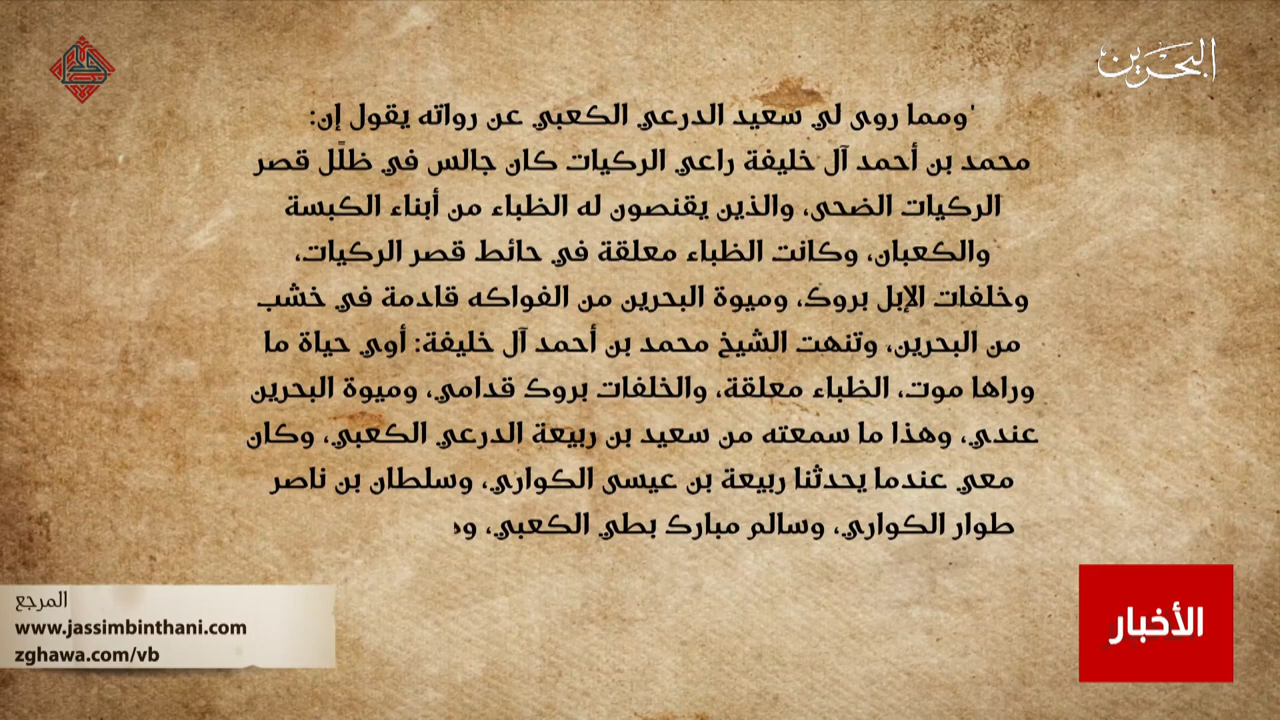 البحرين
'ومما روى لي سعيد الدرعي الكعبي عن رواته يقول إن:
محمد بن أحمد آل خليفة راعي الركيات كان جالس في ظلًل قصر
الركيات الضحى، والذين يقنصون له الظباء من أبناء الكبسة
والكعبان، وكانت الظباء معلقة في حائط قصر الركيات،
وخلفات الإبل بروك، وميوة البحرين من الفواكه قادمة في خشب
من البحرين، وتنهت الشيخ محمد بن أحمد آل خليفة: أوي حياة ما
وراها موت، الظباء معلقة، والخلفات بروك قدامي، وميوة البحرين
عندي، وهذا ما سمعته من سعيد بن ربيعة الدرعي الكعبي، وكان
معي عندما يحدثنا ربيعة بن عيسى الكواري، وسلطان بن ناصر
طوار الكواري، وسالم مبارك بطي الكعبي، و
المرجع
www.jassimbinthani.com
zghawa.com/vb
الأخبار